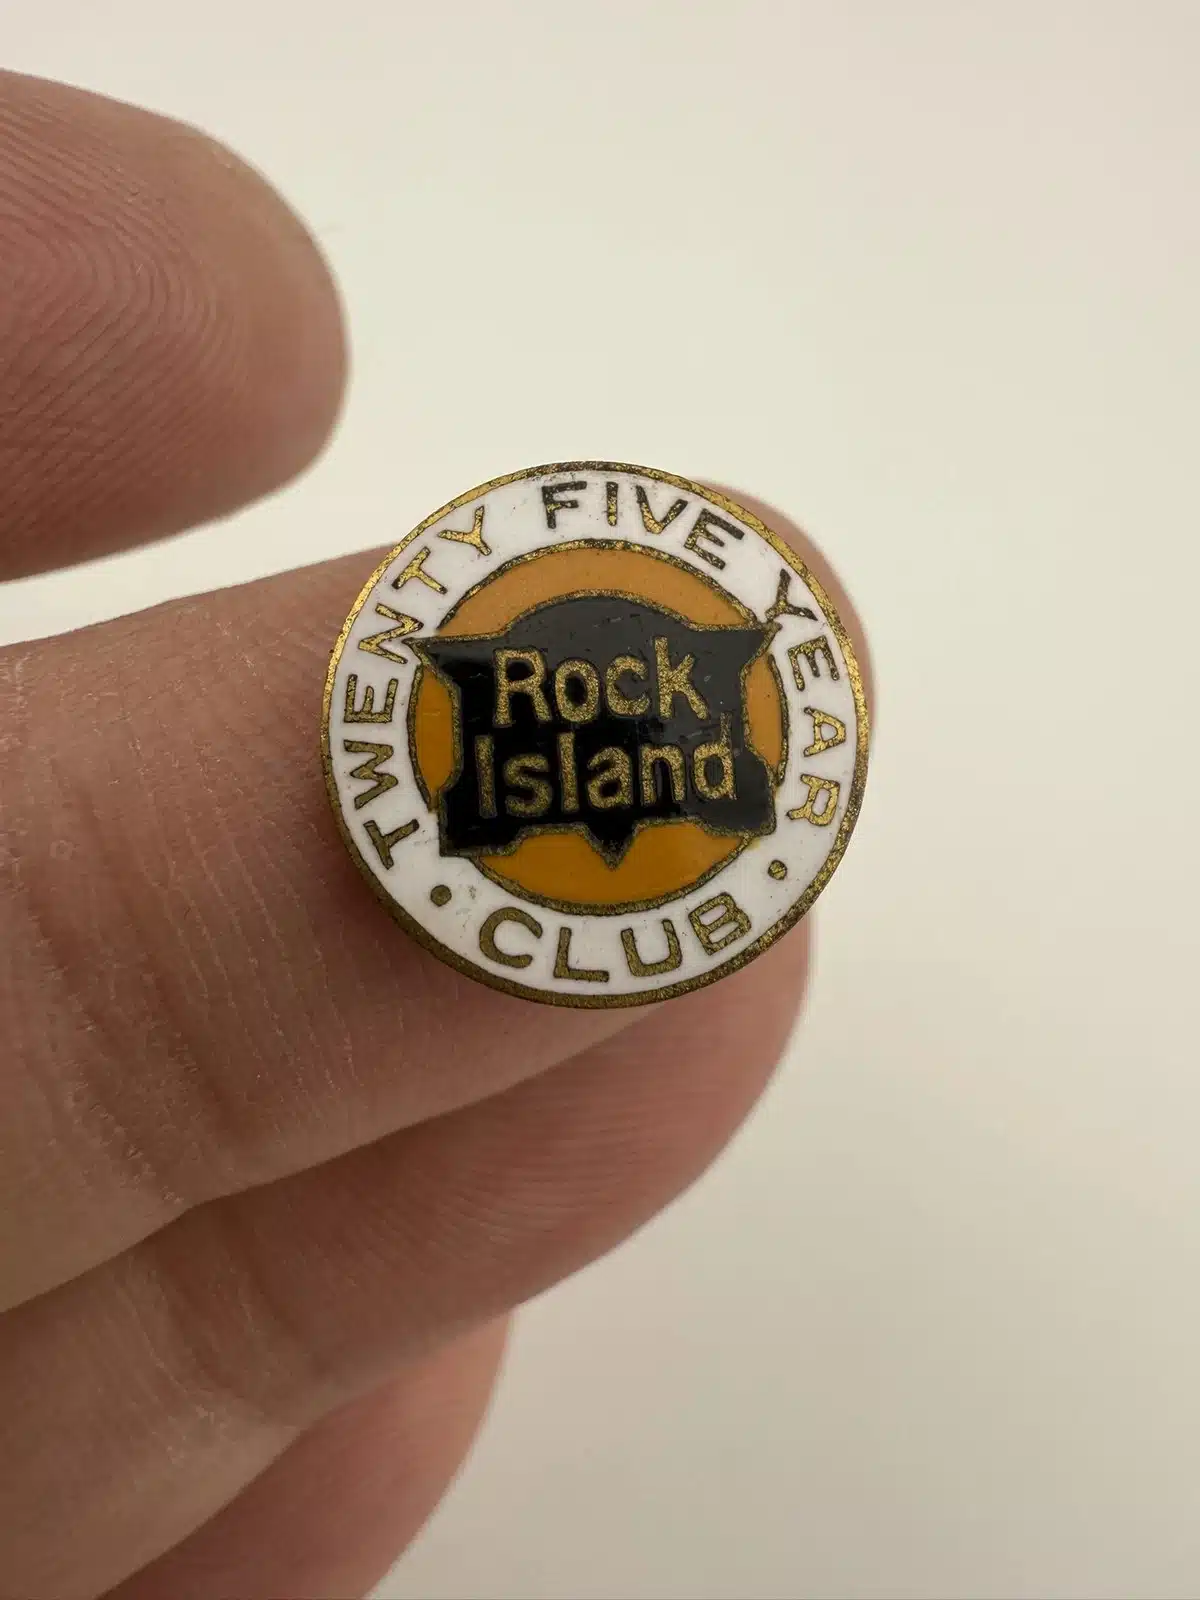 TWENTY FIVE YEAR
Rock
Island
• CLUB •